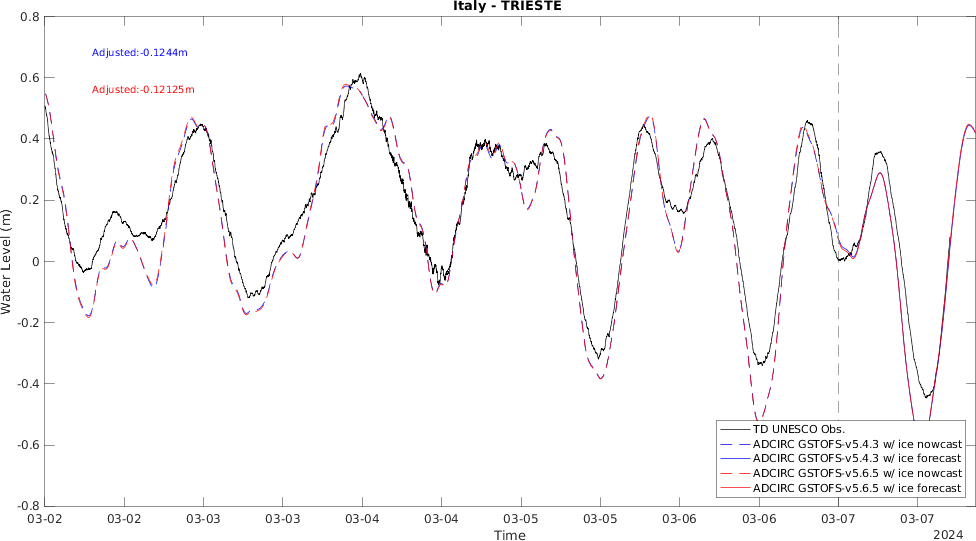 Italy - TRIESTE
0.8
0.6
0.4
0.2
0
-0.2
-0.4
-0.6
-0.8
Water Level (m)
Adjusted:-0.1244m
Adjusted:-0.12125m
TD UNESCO Obs.
ADCIRC GSTOFS-v5.4.3 w/ ice nowcast
ADCIRC GSTOFS-v5.4.3 w/ ice forecast
ADCIRC GSTOFS-v5.6.5 w/ ice nowcast
ADCIRC GSTOFS-v5.6.5 w/ ice forecast
03-02 03-02 03-03 03-03 03-04 03-04 03-05 03-05 03-06 03-06 03-07 03-07
Time
2024